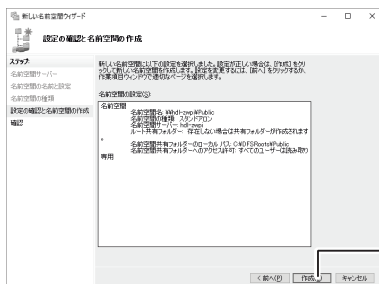 新しい名前空間ウィザード
設定の確認と名前空間の作成
ステップ:
名前空間サーバー
名前空間の名前と設定
名前空間の種類
設定の確認と名前空間の作成
確認
新しい名前空間に以下の設定を選択しました。設定が正しい場合は、[作成] をクリ
ックして新しい名前空間を作成します。設定を変更するには、[前へ] をクリックするか、
作業項目ウィンドウで適切なページを選択します。
名前空間の設定(S):
名前空間
名前空間名: ¥¥hdl-zwp¥Public
名前空間の種類: スタンドアロン
名前空間サーバー: hdl-zwp
ルート共有フォルダー: 存在しない場合は共有フォルダーが作成されます
*
名前空間共有フォルダーのローカル パス: C:¥DFSRoots¥Public
名前空間共有フォルダーへのアクセス許可: すべてのユーザーは読み取り
専用
< 前へ(P)
作成
キャンセル